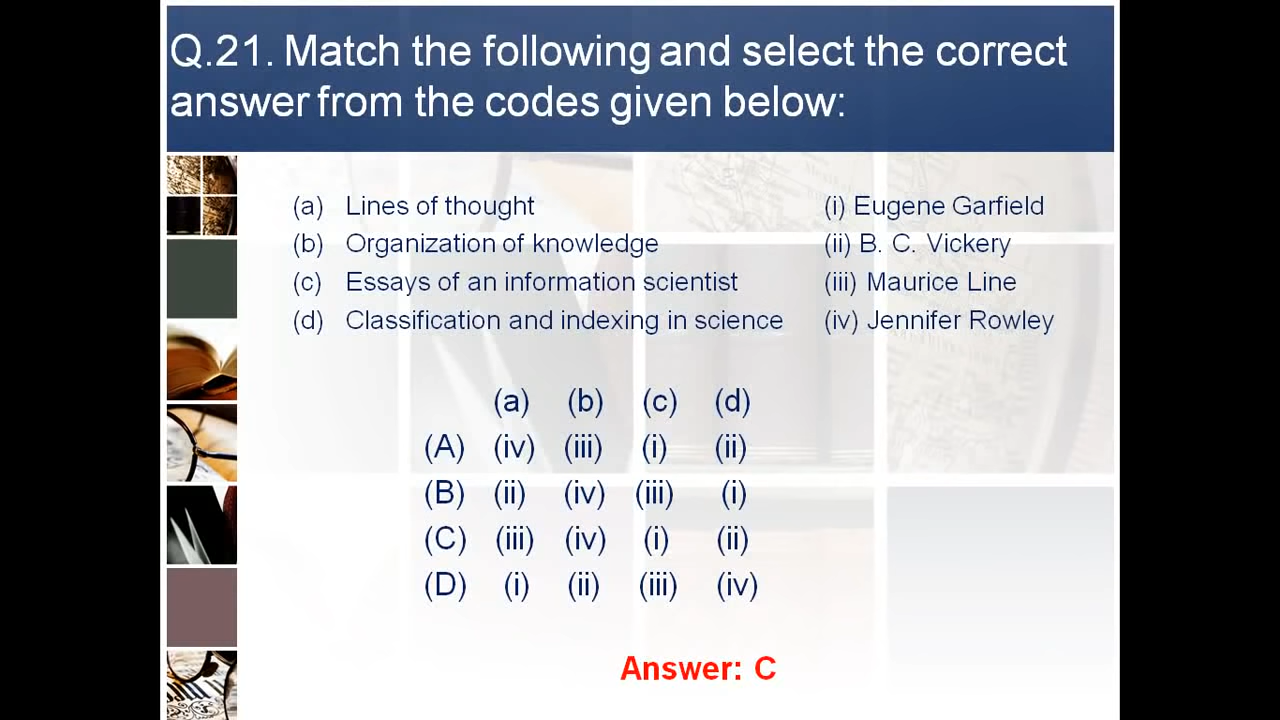 Q.21. Match the following and select the correct
answer from the codes given below:
(a) Lines of thought (i) Eugene Garfield
(b) Organization of knowledge (ii) B. C. Vickery
(c) Essays of an information scientist (iii) Maurice Line
(d) Classification and indexing in science (iv) Jennifer Rowley
(a) (b) (c) (d)
(A) (iv) (iii) (i) (ii)
(B) (ii) (iv) (iii) (i)
(C) (iii) (iv) (i) (ii)
(D) (i) (ii) (iii) (iv)
Answer: C